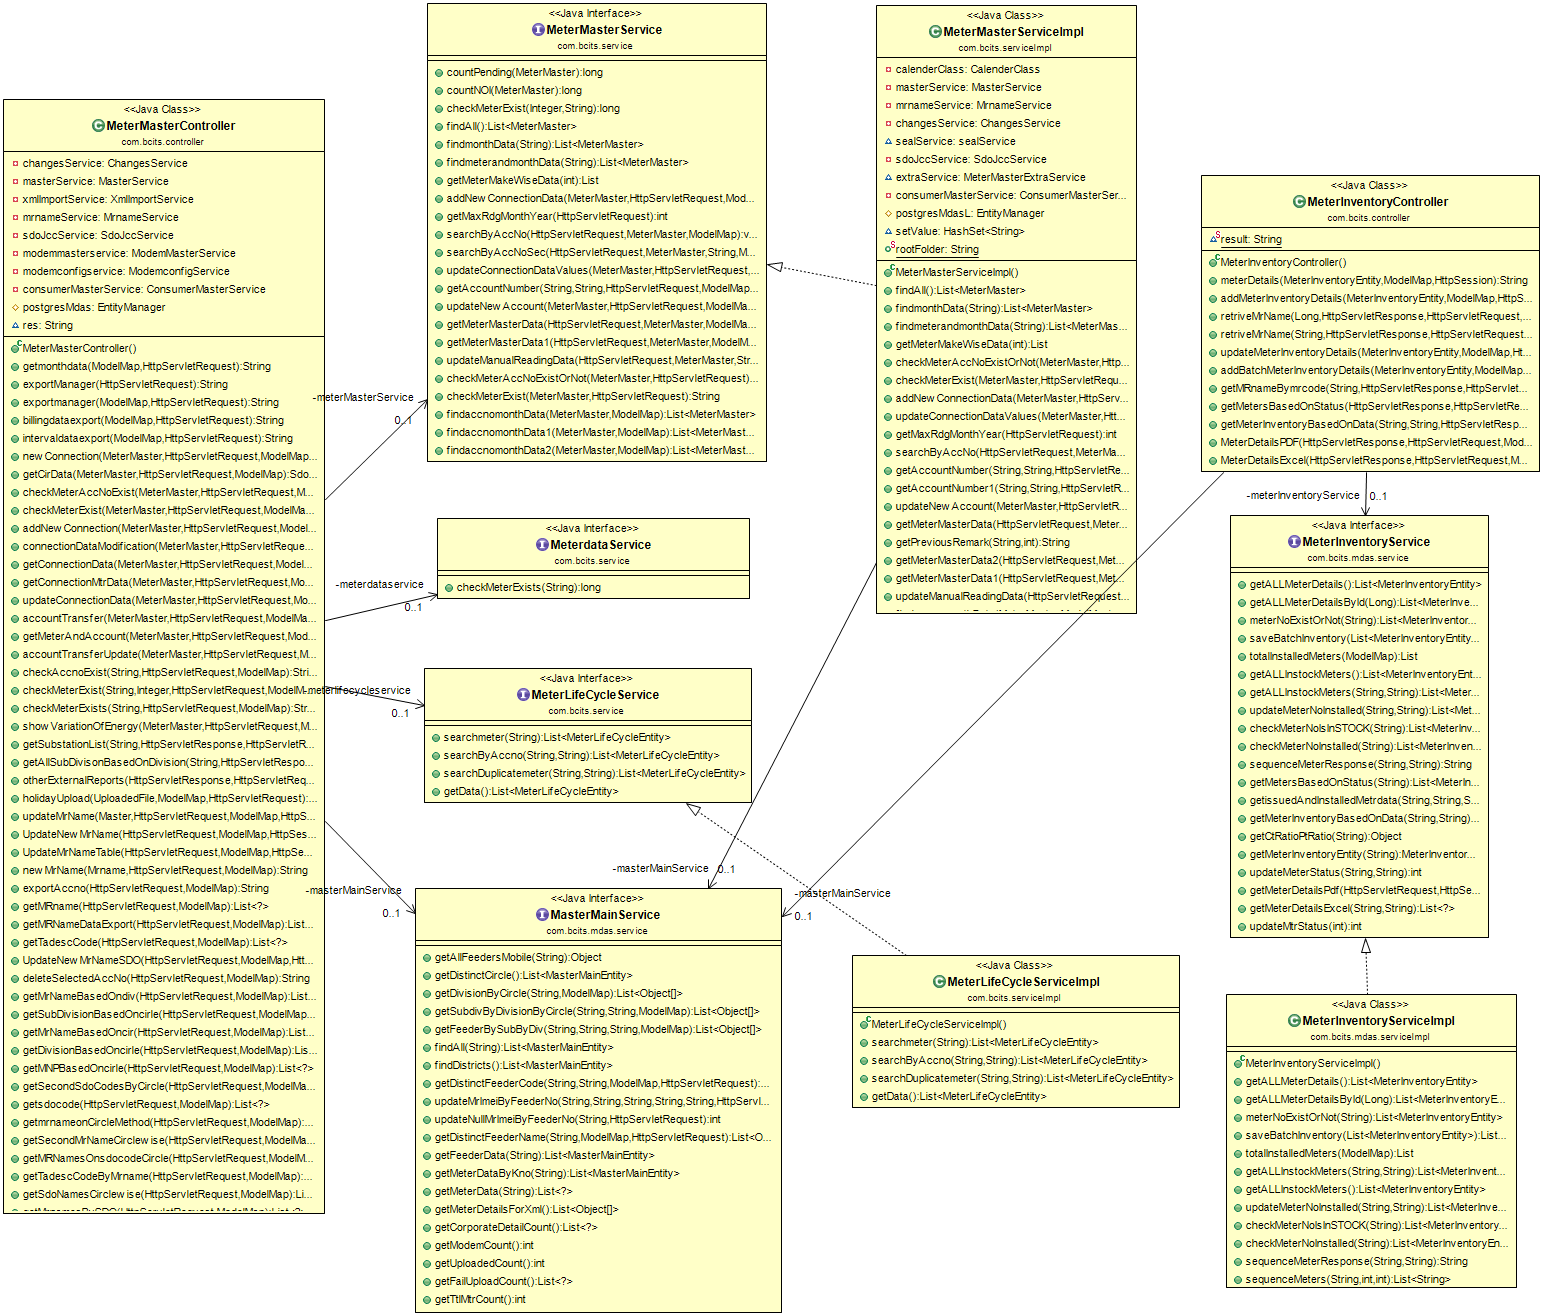 <<Java Class>>
MeterMasterController
com.bcits.controller
changesService: ChangesService
masterService: MasterService
xmlImportService: XmlImportService
mrnameService: MrnameService
sdoJccService: SdoJccService
modemmasterservice: ModemMasterService
modemconfigservice: ModemconfigService
consumerMasterService: ConsumerMasterService
postgresMdas: EntityManager
res: String
MeterMasterController()
getmonthdata(ModelMap,HttpServletRequest):String
exportManager(HttpServletRequest):String
exportmanager(ModelMap,HttpServletRequest):String
billingdataexport(ModelMap,HttpServletRequest):String
intervaldataexport(ModelMap,HttpServletRequest):String
newConnection(MeterMaster,HttpServletRequest,ModelMap...
getCirData(MeterMaster,HttpServletRequest,ModelMap):Sdo...
checkMeterAccNoExist(MeterMaster,HttpServletRequest,M...
checkMeterExist(MeterMaster,HttpServletRequest,ModelMa...
addNewConnection(MeterMaster,HttpServletRequest,Model...
connectionDataModification(MeterMaster,HttpServletReque...
getConnectionData(MeterMaster,HttpServletRequest,Model...
getConnectionMtrData(MeterMaster,HttpServletRequest,Mo...
updateConnectionData(MeterMaster,HttpServletRequest,Mo...
accountTransfer(MeterMaster,HttpServletRequest,ModelMa...
getMeterAndAccount(MeterMaster,HttpServletRequest,Mod...
accountTransferUpdate(MeterMaster,HttpServletRequest,M...
checkAccnoExist(String,HttpServletRequest,ModelMap):Stri...
checkMeterExist(String,Integer,HttpServletRequest,ModelM
checkMeterExists(String,HttpServletRequest,ModelMap):Str...
showVariationOfEnergy(MeterMaster,HttpServletRequest,M...
getSubstationList(String,HttpServletResponse,HttpServletR...
getAllSubDivisonBasedOnDivision(String,HttpServletRespo...
otherExternalReports(HttpServletResponse,HttpServletReq...
holidayUpload(UploadedFile,ModelMap,HttpServletRequest):...
updateMrName(Master,HttpServletRequest,ModelMap,HttpS...
UpdateNewMrName(HttpServletRequest,ModelMap,HttpSes...
UpdateMrNameTable(HttpServletRequest,ModelMap,HttpSe...
newMrName(Mrname,HttpServletRequest,ModelMap):String
exportAccno(HttpServletRequest,ModelMap):String
getMRname(HttpServletRequest,ModelMap):List<?>
getMRNameDataExport(HttpServletRequest,ModelMap):List...
getTadescCode(HttpServletRequest,ModelMap):List<?>
UpdateNewMrNameSDO(HttpServletRequest,ModelMap,Htt...
deleteSelectedAccNo(HttpServletRequest,ModelMap):String
getMrNameBasedOndiv(HttpServletRequest,ModelMap):List...
getSubDivisionBasedOncirle(HttpServletRequest,ModelMap...
getMrNameBasedOncir(HttpServletRequest,ModelMap):List...
getDivisionBasedOncirle(HttpServletRequest,ModelMap):Lis...
getMNPBasedOncirle(HttpServletRequest,ModelMap):List<?>
getSecondSdoCodesByCircle(HttpServletRequest,ModelMa...
getsdocode(HttpServletRequest,ModelMap):List<?>
getmrnameonCircleMethod(HttpServletRequest,ModelMap):...
getSecondMrNameCirclewise(HttpServletRequest,ModelMa...
getMRNamesOnsdocodeCircle(HttpServletRequest,ModelM...
getTadescCodeByMrname(HttpServletRequest,ModelMap):...
getSdoNamesCirclewise(HttpServletRequest,ModelMap):Li...
-meterMasterService
0..1
-meterdataservice
0..1
-meterlifecycleservice
0..1
-masterMainService
0..1
<<Java Interface>>
MeterMasterService
com.bcits.service
countPending(MeterMaster):long
countNOI(MeterMaster):long
checkMeterExist(Integer,String):long
findAll():List<MeterMaster>
findmonthData(String):List<MeterMaster>
findmeterandmonthData(String):List<MeterMaster>
getMeterMakeWiseData(int):List
addNewConnectionData(MeterMaster,HttpServletRequest,Mod...
getMaxRdgMonthYear(HttpServletRequest):int
searchByAccNo(HttpServletRequest,MeterMaster,ModelMap):v...
searchByAccNoSec(HttpServletRequest,MeterMaster,String,M...
updateConnectionDataValues(MeterMaster,HttpServletRequest,...
getAccountNumber(String,String,HttpServletRequest,ModelMap...
updateNewAccount(MeterMaster,HttpServletRequest,ModelMa...
getMeterMasterData(HttpServletRequest,MeterMaster,ModelMap...
getMeterMasterData1(HttpServletRequest,MeterMaster,ModelM...
updateManualReadingData(HttpServletRequest,MeterMaster,Str...
checkMeterAccNoExistOrNot(MeterMaster,HttpServletRequest)...
checkMeterExist(MeterMaster,HttpServletRequest):String
findaccnomonthData(MeterMaster,ModelMap):List<MeterMaster>
findaccnomonthData1(MeterMaster,ModelMap):List<MeterMast...
findaccnomonthData2(MeterMaster,ModelMap):List<MeterMast...
<<Java Interface>>
MeterdataService
com.bcits.service
checkMeterExists(String):long
<<Java Interface>>
MeterLifeCycleService
com.bcits.service
searchmeter(String):List<MeterLifeCycleEntity>
searchByAccno(String,String):List<MeterLifeCycleEntity>
searchDuplicatemeter(String,String):List<MeterLifeCycleEntity>
getData():List<MeterLifeCycleEntity>
-masterMainService
0..1
-masterMainService
0..1
<<Java Interface>>
MasterMainService
com.bcits.mdas.service
getAllFeedersMobile(String):Object
getDistinctCircle():List<MasterMainEntity>
getDivisionByCircle(String,ModelMap):List<Object[]>
getSubdivByDivisionByCircle(String,String,ModelMap):List<Object[]>
getFeederBySubByDiv(String,String,String,ModelMap):List<Object[]>
findAll(String):List<MasterMainEntity>
findDistricts():List<MasterMainEntity>
getDistinctFeederCode(String,String,ModelMap,HttpServletRequest):...
updateMrImeiByFeederNo(String,String,String,String,String,HttpServl...
updateNullMrImeiByFeederNo(String,HttpServletRequest):int
getDistinctFeederName(String,ModelMap,HttpServletRequest):List<O...
getFeederData(String):List<MasterMainEntity>
getMeterDataByKno(String):List<MasterMainEntity>
getMeterData(String):List<?>
getMeterDetailsForXml():List<Object[]>
getCorporateDetailCount():List<?>
getModemCount():int
getUploadedCount():int
getFailUploadCount():List<?>
getTtlMtrCount():int
<<Java Class>>
MeterMasterServiceImpl
com.bcits.serviceImpl
calenderClass: CalenderClass
masterService: MasterService
mrnameService: MrnameService
changesService: ChangesService
sealService: sealService
sdoJccService: SdoJccService
extraService: MeterMasterExtraService
consumerMasterService: ConsumerMasterSer...
postgresMdasL: EntityManager
setValue: HashSet<String>
rootFolder: String
MeterMasterServiceImpl()
findAll():List<MeterMaster>
findmonthData(String):List<MeterMaster>
findmeterandmonthData(String):List<MeterMas...
getMeterMakeWiseData(int):List
checkMeterAccNoExistOrNot(MeterMaster,Http...
checkMeterExist(MeterMaster,HttpServletRequ...
addNewConnectionData(MeterMaster,HttpServ...
updateConnectionDataValues(MeterMaster,Htt...
getMaxRdgMonthYear(HttpServletRequest):int
searchByAccNo(HttpServletRequest,MeterMa...
getAccountNumber(String,String,HttpServletRe...
getAccountNumber1(String,String,HttpServletR...
updateNewAccount(MeterMaster,HttpServletR...
getMeterMasterData(HttpServletRequest,Meter...
getPreviousRemark(String,int):String
getMeterMasterData2(HttpServletRequest,Met...
getMeterMasterData1(HttpServletRequest,Met...
updateManualReadingData(HttpServletRequest...
<<Java Class>>
MeterLifeCycleServiceImpl
com.bcits.serviceImpl
MeterLifeCycleServiceImpl()
searchmeter(String):List<MeterLifeCycleEntity>
searchByAccno(String,String):List<MeterLifeCycleEntity>
searchDuplicatemeter(String,String):List<MeterLifeCycleEntity>
getData():List<MeterLifeCycleEntity>
<<Java Class>>
MeterInventoryController
com.bcits.controller
result: String
MeterInventoryController()
meterDetails(MeterInventoryEntity,ModelMap,HttpSession):String
addMeterInventoryDetails(MeterInventoryEntity,ModelMap,HttpS...
retriveMrName(Long,HttpServletResponse,HttpServletRequest,...
retriveMrName(String,HttpServletResponse,HttpServletRequest...
updateMeterInventoryDetails(MeterInventoryEntity,ModelMap,Ht...
addBatchMeterInventoryDetails(MeterInventoryEntity,ModelMap...
getMRnameBymrcode(String,HttpServletResponse,HttpServlet...
getMetersBasedOnStatus(HttpServletResponse,HttpServletRe...
getMeterInventoryBasedOnData(String,String,HttpServletResp...
MeterDetailsPDF(HttpServletResponse,HttpServletRequest,Mod...
MeterDetailsExcel(HttpServletResponse,HttpServletRequest,M...
-meterInventoryService
0..1
<<Java Interface>>
MeterInventoryService
com.bcits.mdas.service
getALLMeterDetails():List<MeterInventoryEntity>
getALLMeterDetailsById(Long):List<MeterInve...
meterNoExistOrNot(String):List<MeterInventor...
saveBatchInventory(List<MeterInventoryEntity...
totalInstalledMeters(ModelMap):List
getALLInstockMeters():List<MeterInventoryEnt...
getALLInstockMeters(String,String):List<Meter...
updateMeterNoInstalled(String,String):List<Met...
checkMeterNoIsInSTOCK(String):List<MeterInv...
checkMeterNoInstalled(String):List<MeterInven...
sequenceMeterResponse(String,String):String
getMetersBasedOnStatus(String):List<MeterIn...
getissuedAndInstalledMetrdata(String,String,S...
getMeterInventoryBasedOnData(String,String)...
getCtRatioPtRatio(String):Object
getMeterInventoryEntity(String):MeterInventor...
updateMeterStatus(String,String):int
getMeterDetailsPdf(HttpServletRequest,HttpSe...
getMeterDetailsExcel(String,String):List<?>
updateMtrStatus(int):int
<<Java Class>>
MeterInventoryServiceImpl
com.bcits.mdas.serviceImpl
MeterInventoryServiceImpl()
getALLMeterDetails():List<MeterInventoryEntity>
getALLMeterDetailsById(Long):List<MeterInventoryE...
meterNoExistOrNot(String):List<MeterInventoryEntity>
saveBatchInventory(List<MeterInventoryEntity>):List...
totalInstalledMeters(ModelMap):List
getALLInstockMeters(String,String):List<MeterInvent...
getALLInstockMeters():List<MeterInventoryEntity>
updateMeterNoInstalled(String,String):List<MeterInve...
checkMeterNoIsInSTOCK(String):List<MeterInventory...
checkMeterNoInstalled(String):List<MeterInventoryEn...
sequenceMeterResponse(String,String):String
sequenceMeters(String,int,int):List<String>